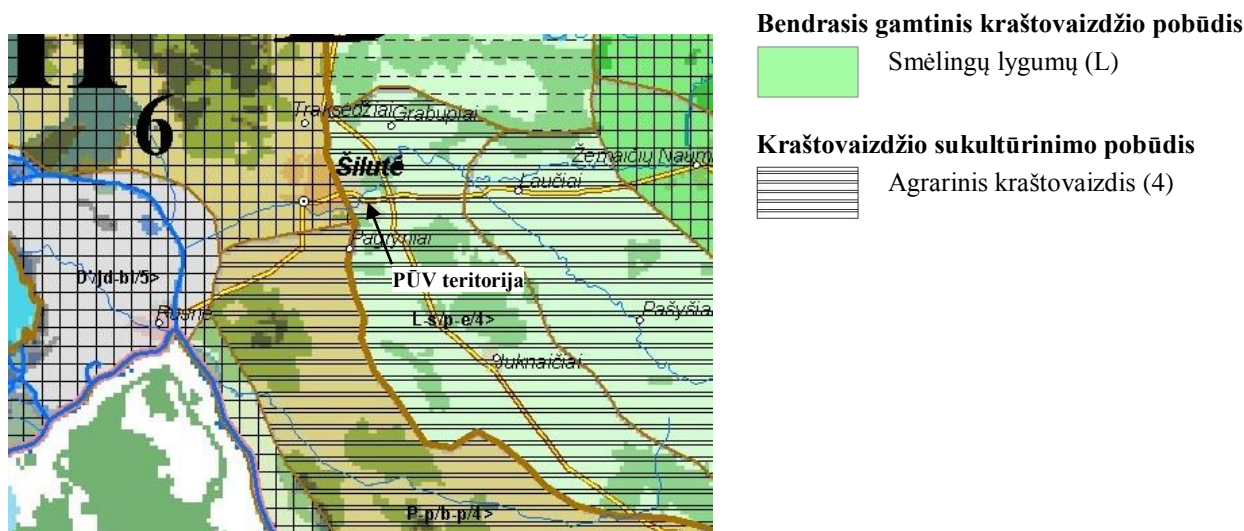 6
Traksėdžiai
Grabupiai
Šilutė
Žemaičių Naum
Laučiai
Pagryniai
PŪV teritorija
D'/jd-bl/5>
Rusnė
L-s/p-e/4>
Pašyšiai
Juknaičiai
P-p/b-p/4>
Bendrasis gamtinis kraštovaizdžio pobūdis
Smėlingų lygumų (L)
Kraštovaizdžio sukultūrinimo pobūdis
Agrarinis kraštovaizdis (4)